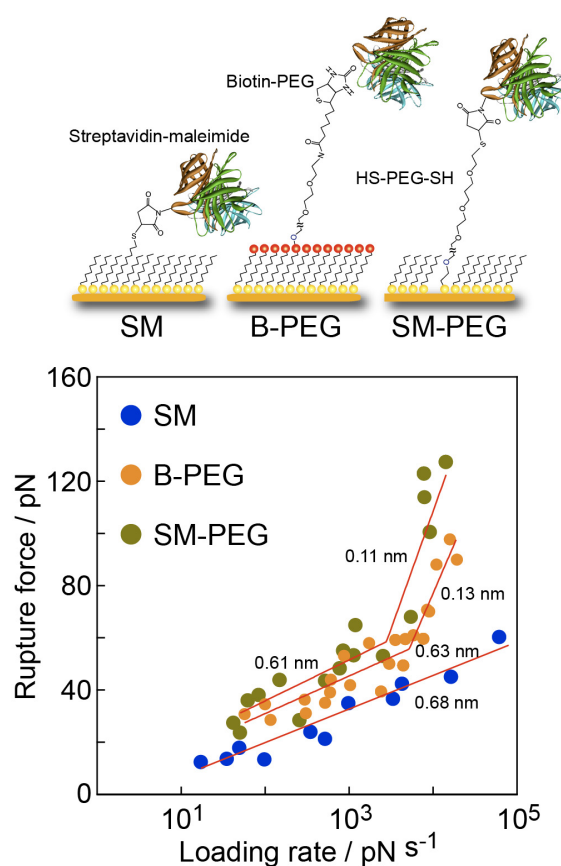 Biotin-PEG
Streptavidin-maleimide
HS-PEG-SH
SM
B-PEG
SM-PEG
Rupture force / pN
160
120
80
40
0
SM
B-PEG
SM-PEG
0.11 nm
0.13 nm
0.61 nm
0.63 nm
0.68 nm
10¹
10³
10⁵
Loading rate / pN s⁻¹